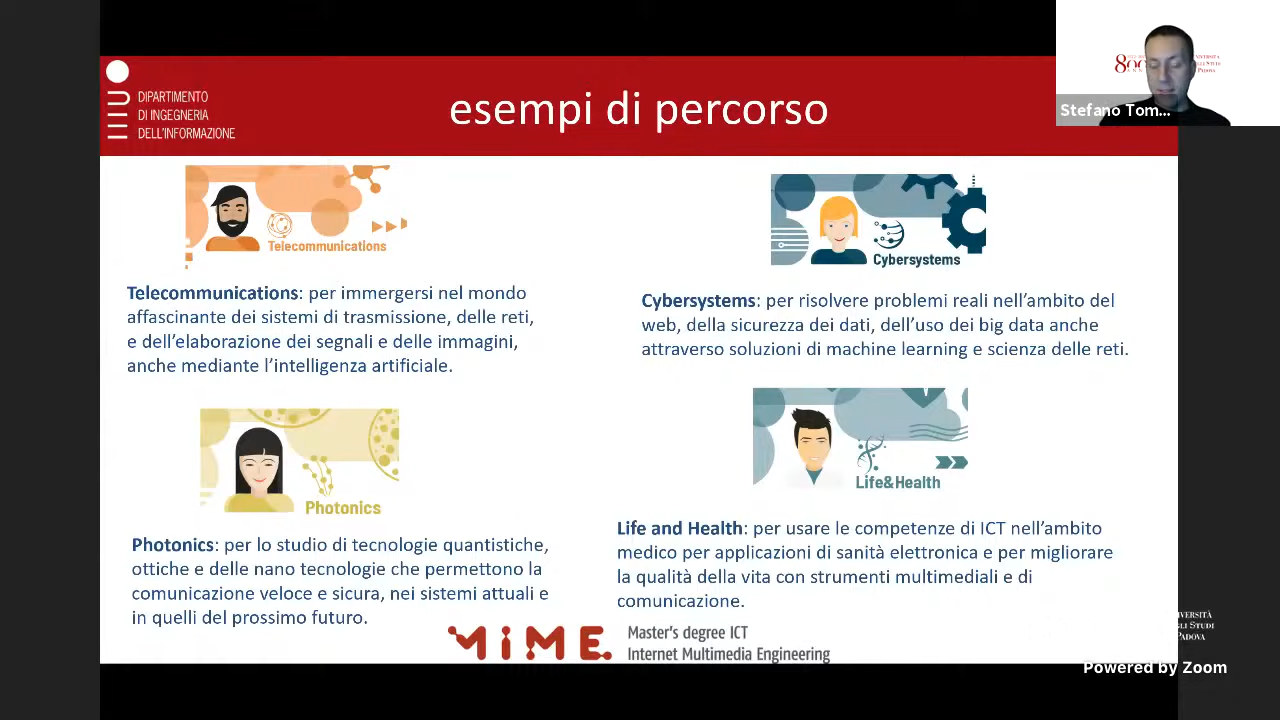 DIPARTIMENTO
DI INGEGNERIA
DELL'INFORMAZIONE
esempi di percorso
Stefano Tom...
Telecommunications
Cybersystems
Telecommunications: per immergersi nel mondo
affascinante dei sistemi di trasmissione, delle reti,
e dell'elaborazione dei segnali e delle immagini,
anche mediante l'intelligenza artificiale.
Cybersystems: per risolvere problemi reali nell'ambito del
web, della sicurezza dei dati, dell'uso dei big data anche
attraverso soluzioni di machine learning e scienza delle reti.
Photonics
Life&Health
Photonics: per lo studio di tecnologie quantistiche,
ottiche e delle nano tecnologie che permettono la
comunicazione veloce e sicura, nei sistemi attuali e
in quelli del prossimo futuro.
Life and Health: per usare le competenze di ICT nell'ambito
medico per applicazioni di sanità elettronica e per migliorare
la qualità della vita con strumenti multimediali e di
comunicazione.
MIME
Master's degree ICT
Internet Multimedia Engineering
Powered by Zoom